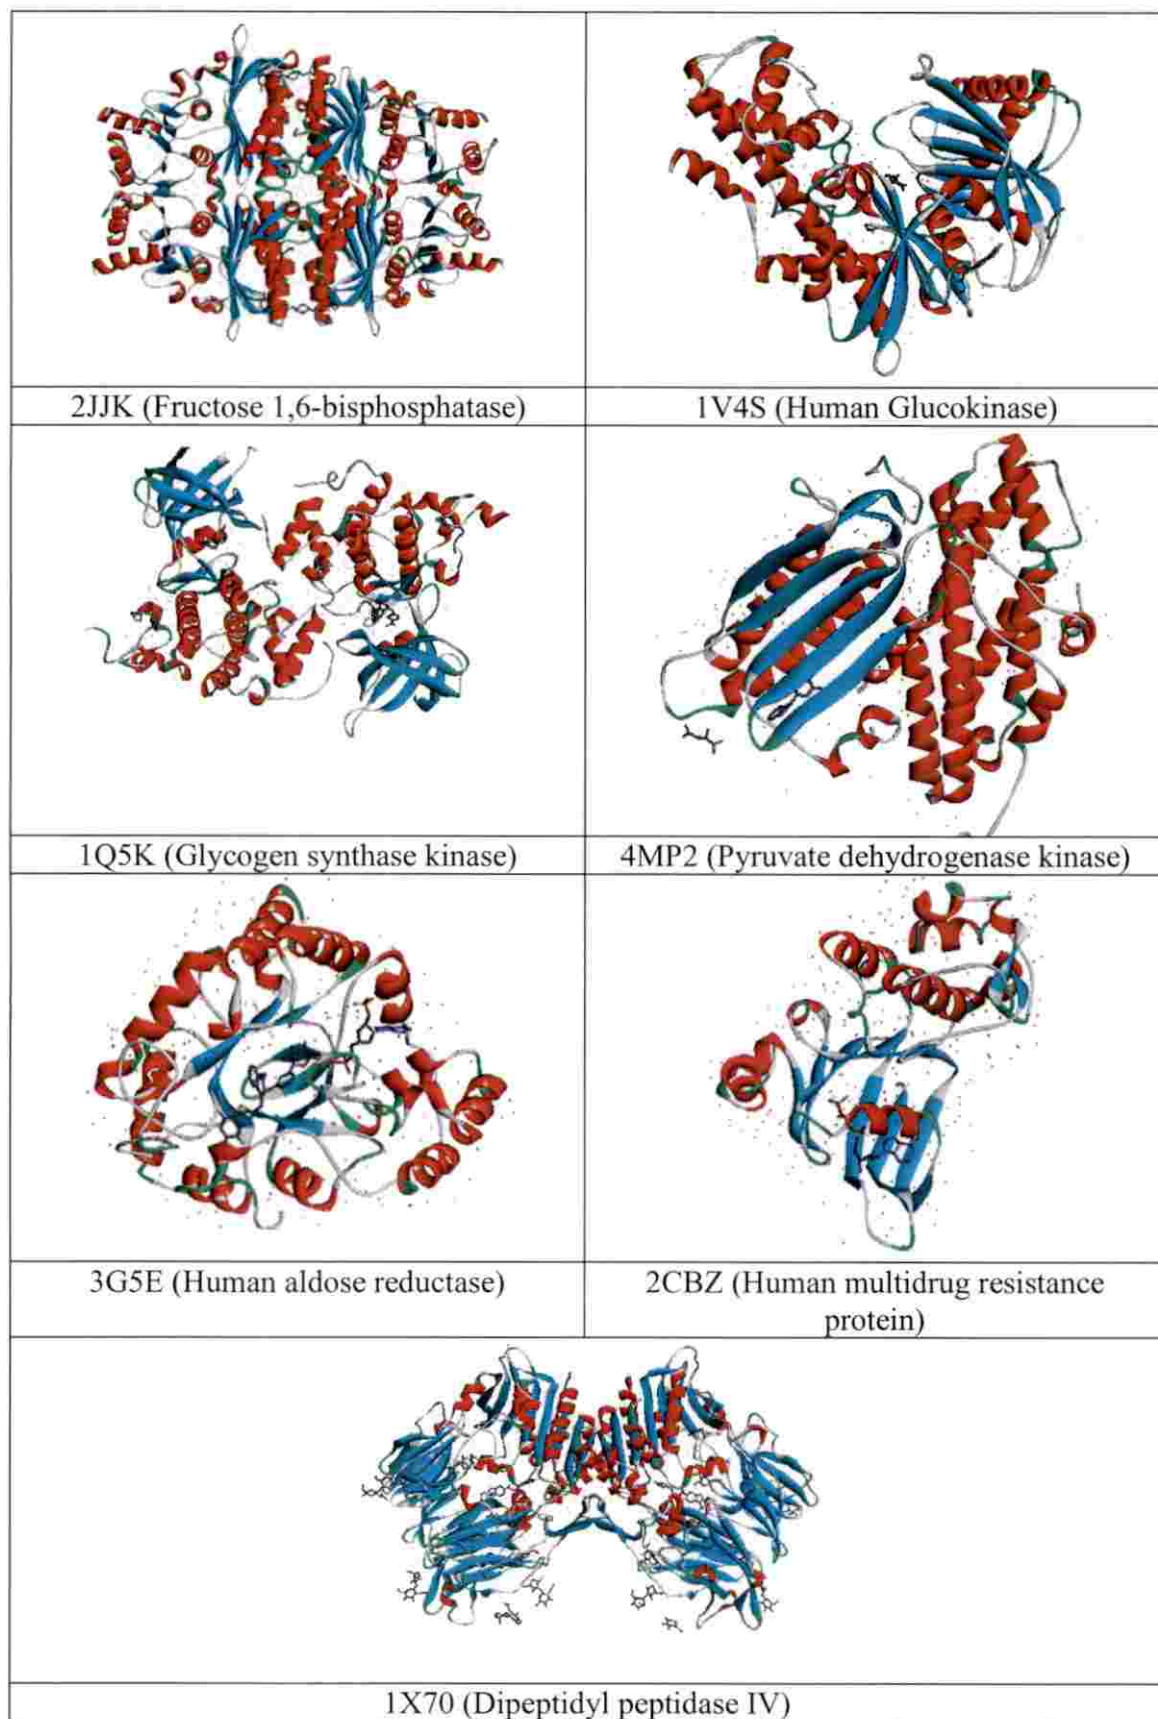 2JJK (Fructose 1,6-bisphosphatase)
1V4S (Human Glucokinase)
1Q5K (Glycogen synthase kinase)
4MP2 (Pyruvate dehydrogenase kinase)
3G5E (Human aldose reductase)
2CBZ (Human multidrug resistance
protein)
1X70 (Dipeptidyl peptidase IV)